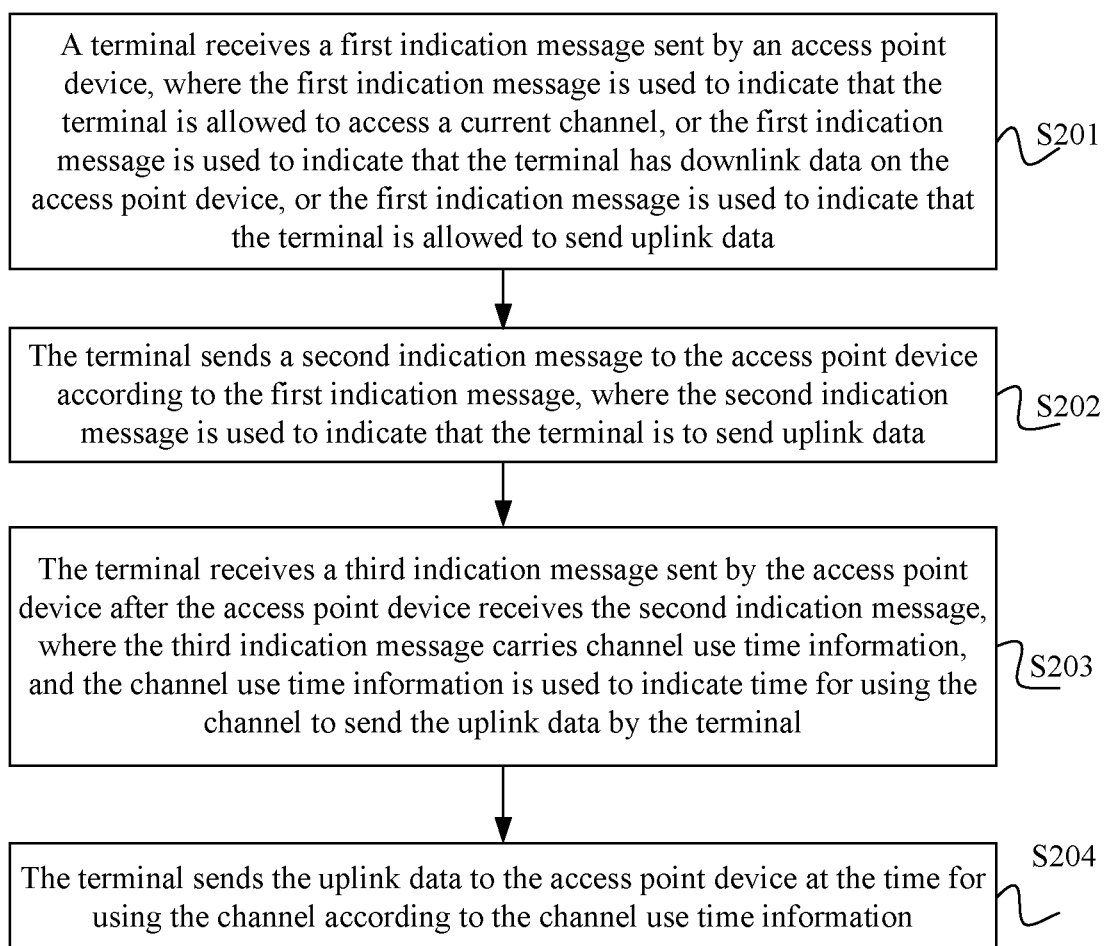 A terminal receives a first indication message sent by an access point
device, where the first indication message is used to indicate that the
terminal is allowed to access a current channel, or the first indication
message is used to indicate that the terminal has downlink data on the
access point device, or the first indication message is used to indicate that
the terminal is allowed to send uplink data
S201
The terminal sends a second indication message to the access point device
according to the first indication message, where the second indication
message is used to indicate that the terminal is to send uplink data
S202
The terminal receives a third indication message sent by the access point
device after the access point device receives the second indication message,
where the third indication message carries channel use time information,
and the channel use time information is used to indicate time for using the
channel to send the uplink data by the terminal
S203
The terminal sends the uplink data to the access point device at the time for
using the channel according to the channel use time information
S204